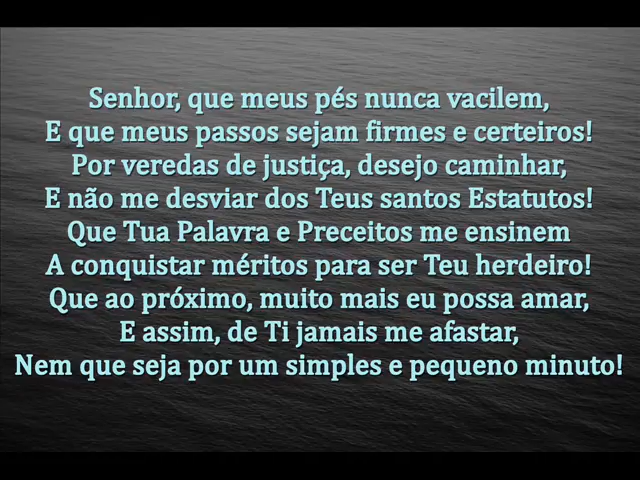 Senhor, que meus pés nunca vacilem,
E que meus passos sejam firmes e certeiros!
Por veredas de justiça, desejo caminhar,
E não me desviar dos Teus santos Estatutos!
Que Tua Palavra e Preceitos me ensinem
A conquistar méritos para ser Teu herdeiro!
Que ao próximo, muito mais eu possa amar,
E assim, de Ti jamais me afastar,
Nem que seja por um simples e pequeno minuto!